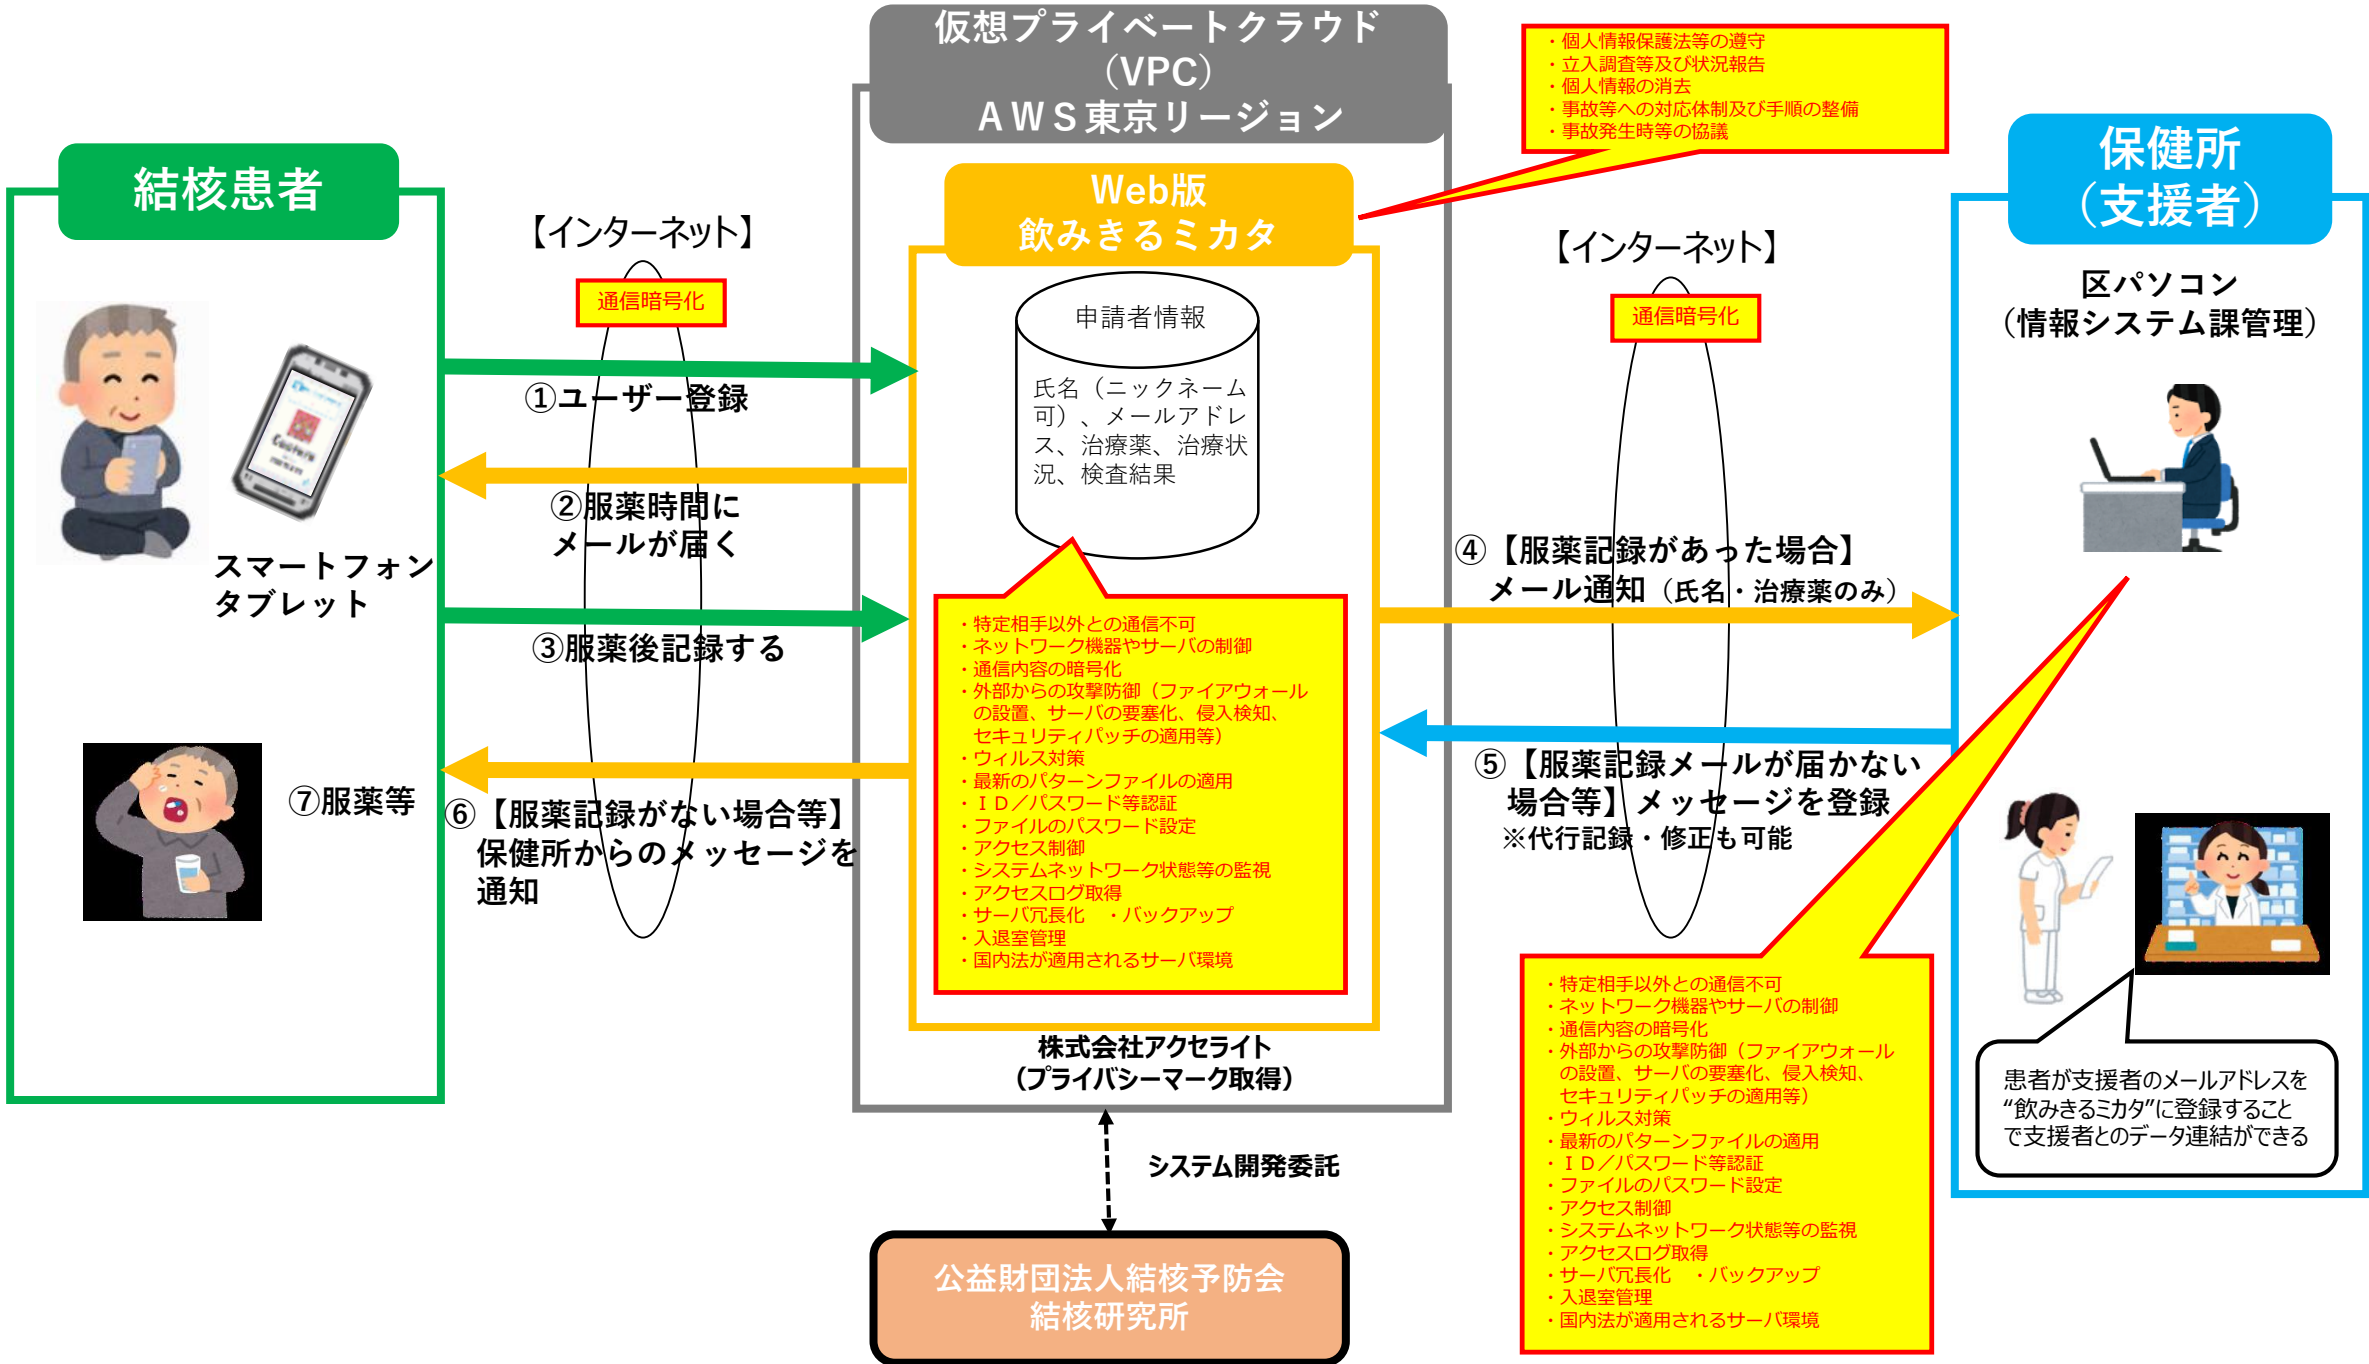 仮想プライベートクラウド
（VPC）
ＡＷＳ東京リージョン
・個人情報保護法等の遵守
・立入調査等及び状況報告
・個人情報の消去
・事故等への対応体制及び手順の整備
・事故発生時等の協議
結核患者
スマートフォン
タブレット
⑦服薬等
【インターネット】
通信暗号化
①ユーザー登録
②服薬時間に
メールが届く
③服薬後記録する
⑥【服薬記録がない場合等】
保健所からのメッセージを
通知
Web版
飲みきるミカタ
申請者情報
氏名（ニックネーム
可）、メールアドレ
ス、治療薬、治療状
況、検査結果
・特定相手以外との通信不可
・ネットワーク機器やサーバの制御
・通信内容の暗号化
・外部からの攻撃防御（ファイアウォール
の設置、サーバの要塞化、侵入検知、
セキュリティパッチの適用等）
・ウィルス対策
・最新のパターンファイルの適用
・ＩＤ／パスワード等認証
・ファイルのパスワード設定
・アクセス制御
・システムネットワーク状態等の監視
・アクセスログ取得
・サーバ冗長化　・バックアップ
・入退室管理
・国内法が適用されるサーバ環境
株式会社アクセライト
（プライバシーマーク取得）
システム開発委託
公益財団法人結核予防会
結核研究所
【インターネット】
通信暗号化
④【服薬記録があった場合】
メール通知（氏名・治療薬のみ）
⑤【服薬記録メールが届かない
場合等】メッセージを登録
※代行記録・修正も可能
保健所
（支援者）
区パソコン
（情報システム課管理）
・特定相手以外との通信不可
・ネットワーク機器やサーバの制御
・通信内容の暗号化
・外部からの攻撃防御（ファイアウォール
の設置、サーバの要塞化、侵入検知、
セキュリティパッチの適用等）
・ウィルス対策
・最新のパターンファイルの適用
・ＩＤ／パスワード等認証
・ファイルのパスワード設定
・アクセス制御
・システムネットワーク状態等の監視
・アクセスログ取得
・サーバ冗長化　・バックアップ
・入退室管理
・国内法が適用されるサーバ環境
患者が支援者のメールアドレスを
“飲みきるミカタ”に登録すること
で支援者とのデータ連結ができる